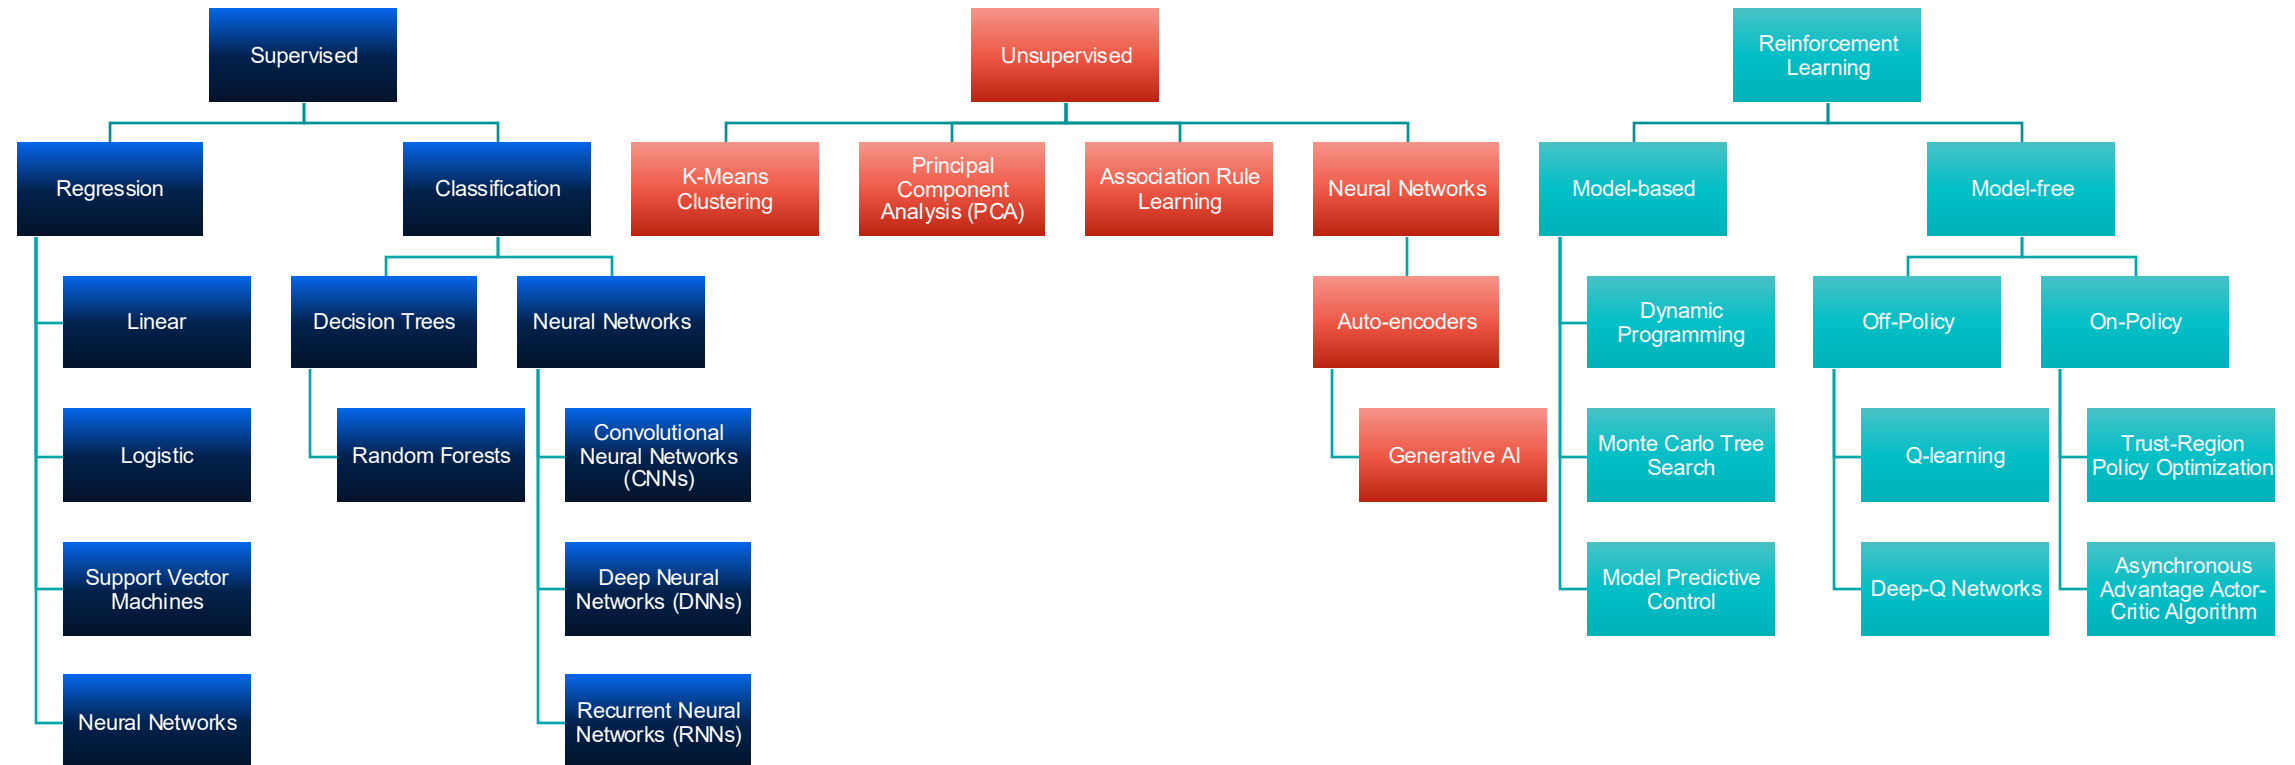 Supervised
Unsupervised
Reinforcement
Learning
Regression
Classification
K-Means
Clustering
Principal
Component
Analysis (PCA)
Association Rule
Learning
Neural Networks
Model-based
Model-free
Linear
Decision Trees
Neural Networks
Auto-encoders
Dynamic
Programming
Off-Policy
On-Policy
Logistic
Random Forests
Convolutional
Neural Networks
(CNNs)
Generative AI
Monte Carlo Tree
Search
Q-learning
Trust-Region
Policy Optimization
Support Vector
Machines
Deep Neural
Networks (DNNs)
Model Predictive
Control
Deep-Q Networks
Asynchronous
Advantage Actor-
Critic Algorithm
Neural Networks
Recurrent Neural
Networks (RNNs)